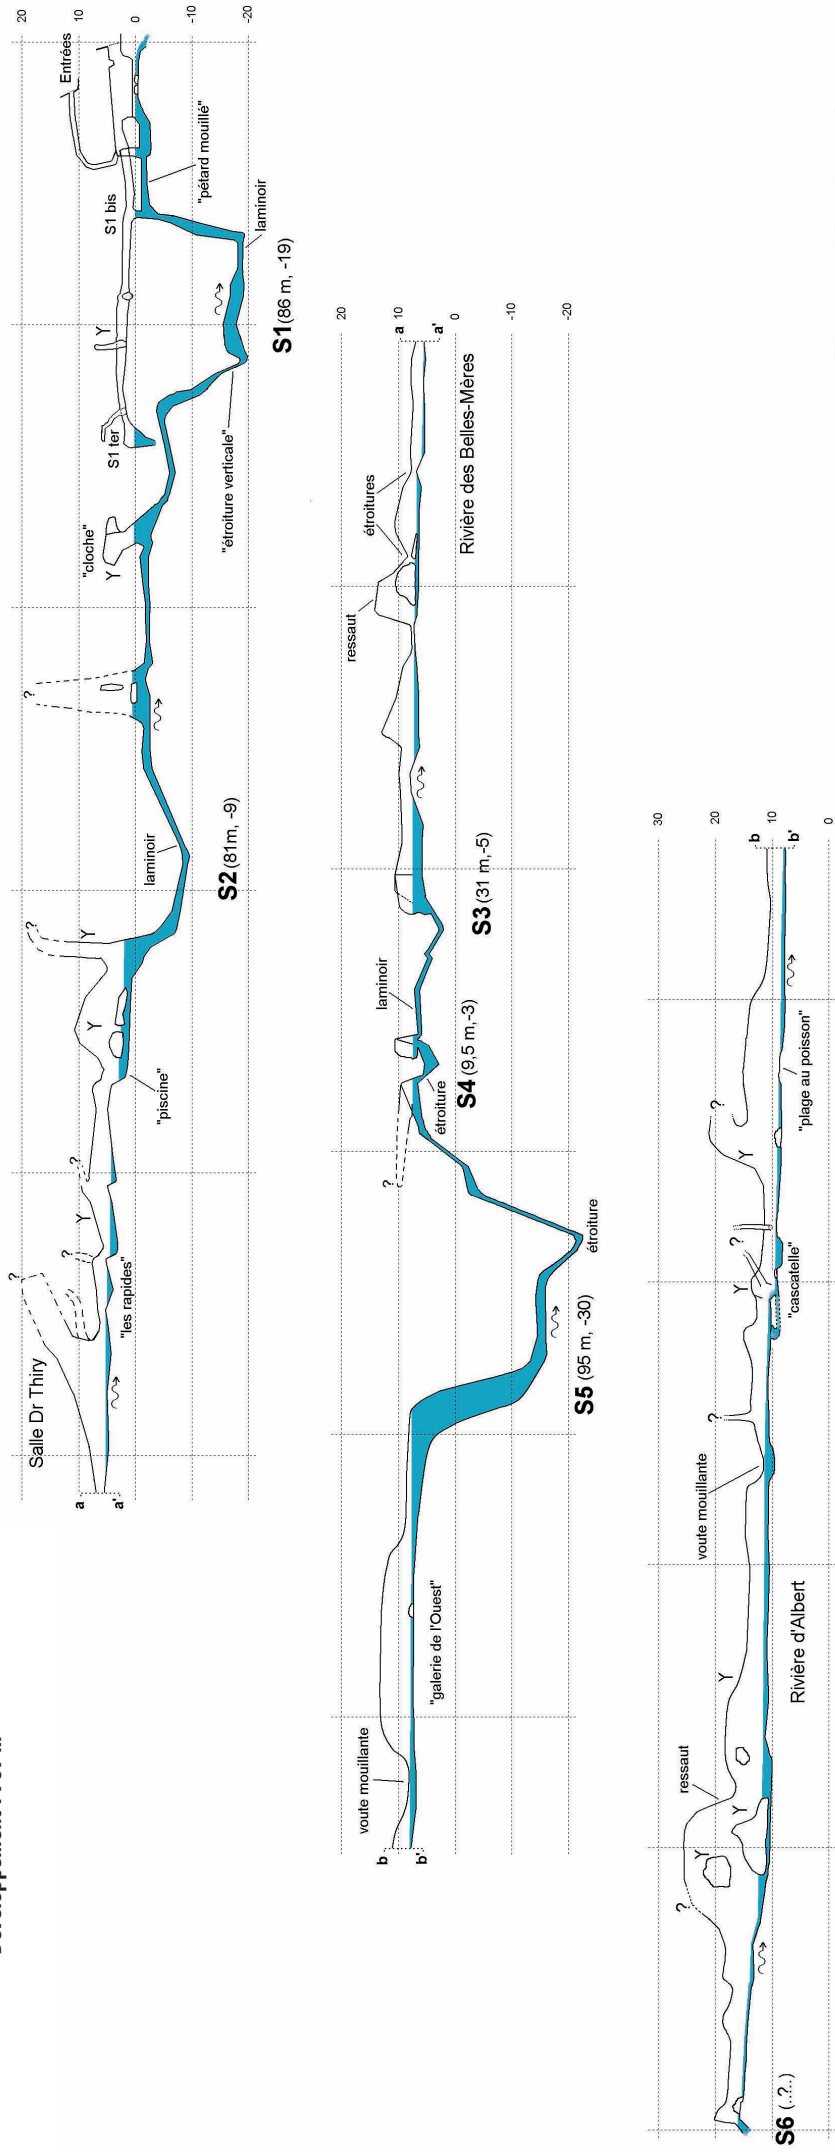 Développement
Salle Dr Thiry
20
10
0
-10
-20
a
a'
?
?
?
Y
"les rapides"
"piscine"
Y
?
Y
laminoir
S2 (81m, -9)
?
"cloche"
Y
"étroiture verticale"
S1 ter
Y
S1 bis
Entrées
"pétard mouillé"
laminoir
S1 (86 m, -19)
20
10
0
-10
-20
a
a'
b
b'
voute mouillante
"galerie de l'Ouest"
S5 (95 m, -30)
étroiture
?
étroiture
S4 (9,5 m,-3)
laminoir
S3 (31 m,-5)
ressaut
étroitures
Rivière des Belles-Mères
30
20
10
0
b
b'
S6 (..?..)
?
Y
Y
ressaut
Y
Rivière d'Albert
voute mouillante
?
Y
?
"cascatelle"
Y
?
"plage au poisson"